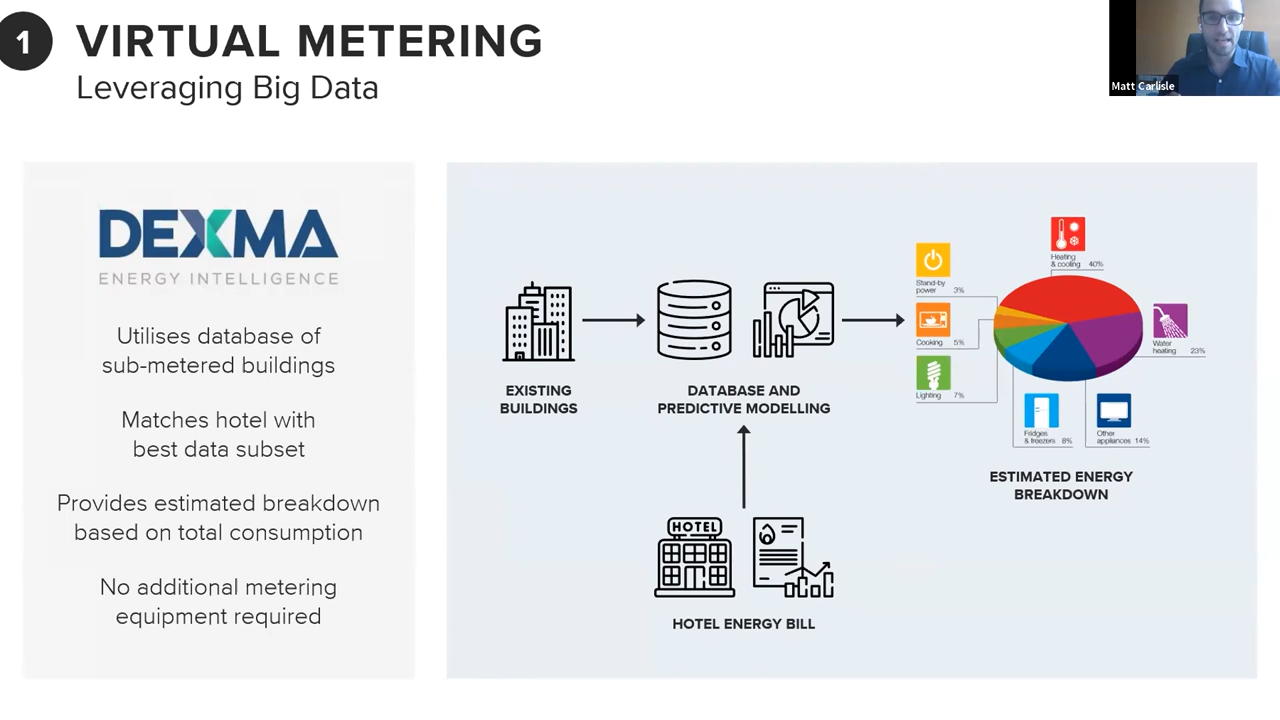 1
VIRTUAL METERING
Leveraging Big Data
Matt Carlisle
DEXMA
ENERGY INTELLIGENCE
Utilises database of
sub-metered buildings
Matches hotel with
best data subset
Provides estimated breakdown
based on total consumption
No additional metering
equipment required
EXISTING
BUILDINGS
DATABASE AND
PREDICTIVE MODELLING
HOTEL
HOTEL ENERGY BILL
Heating
& cooling 40%
Stand-by
power 3%
Cooking 5%
Lighting 7%
Water
heating 23%
Fridges
& freezers 8%
Other
appliances 14%
ESTIMATED ENERGY
BREAKDOWN